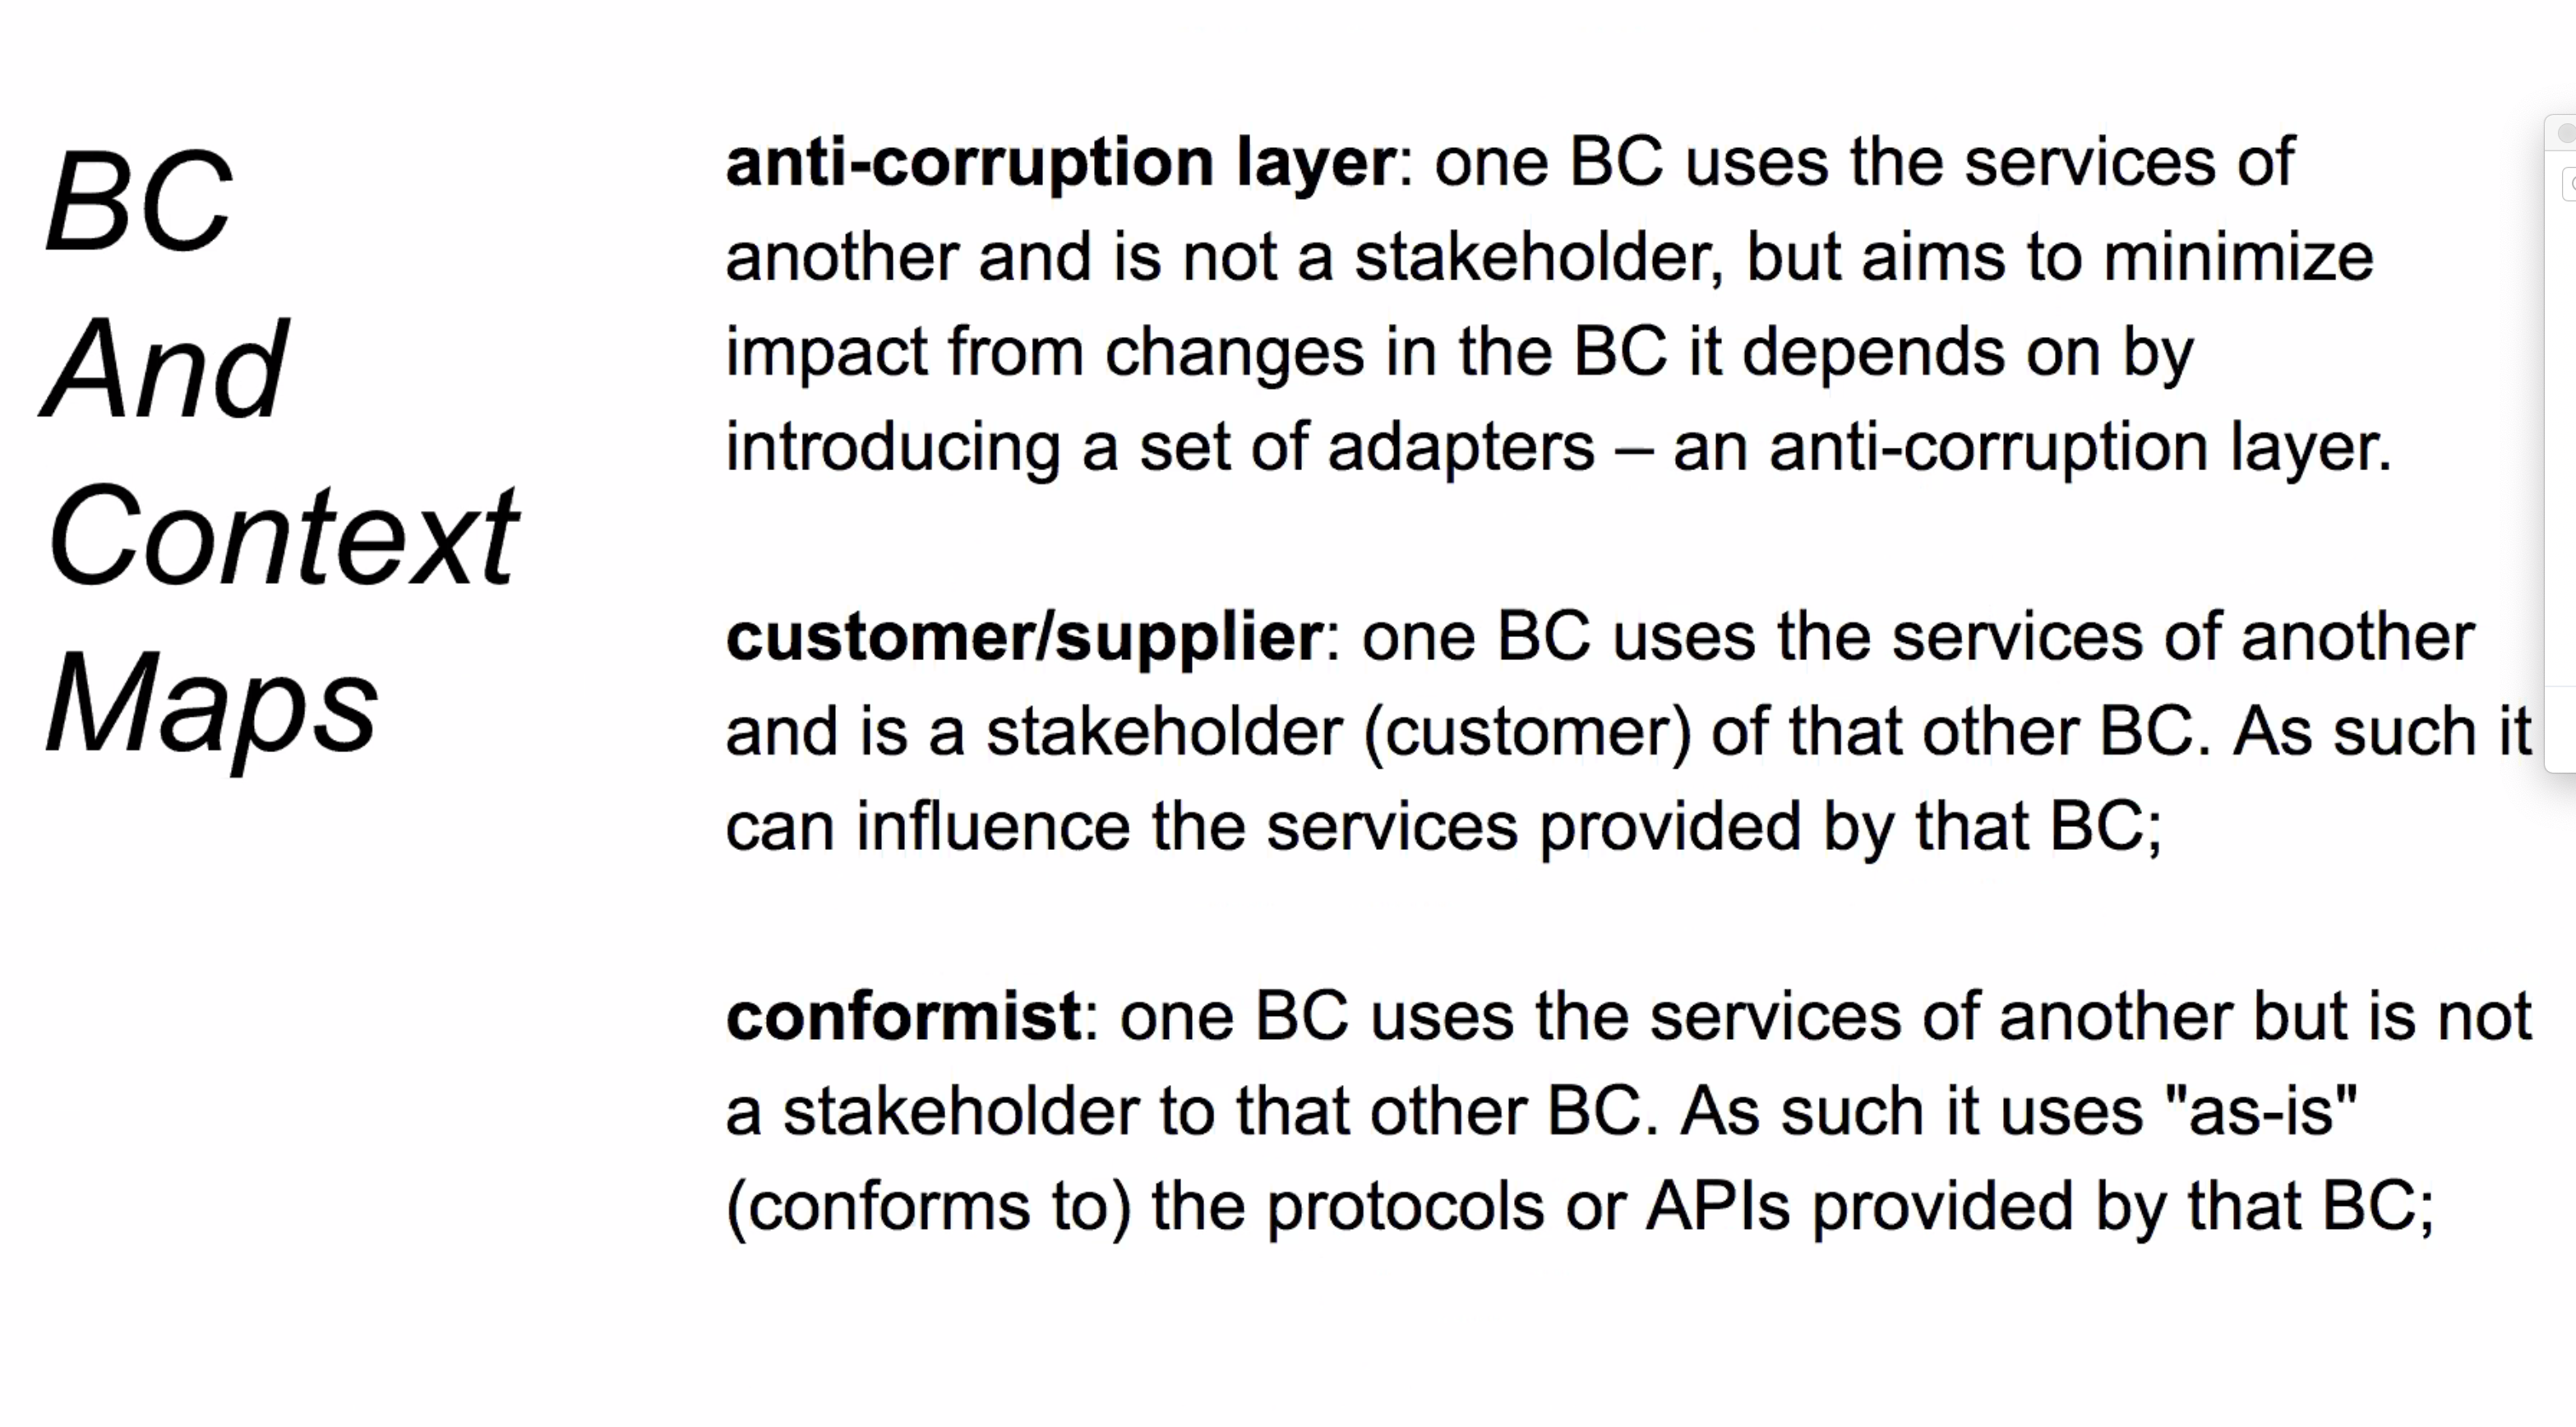 BC
And
Context
Maps
anti-corruption layer: one BC uses the services of
another and is not a stakeholder, but aims to minimize
impact from changes in the BC it depends on by
introducing a set of adapters – an anti-corruption layer.
customer/supplier: one BC uses the services of another
and is a stakeholder (customer) of that other BC. As such it
can influence the services provided by that BC;
conformist: one BC uses the services of another but is not
a stakeholder to that other BC. As such it uses "as-is"
(conforms to) the protocols or APIs provided by that BC;